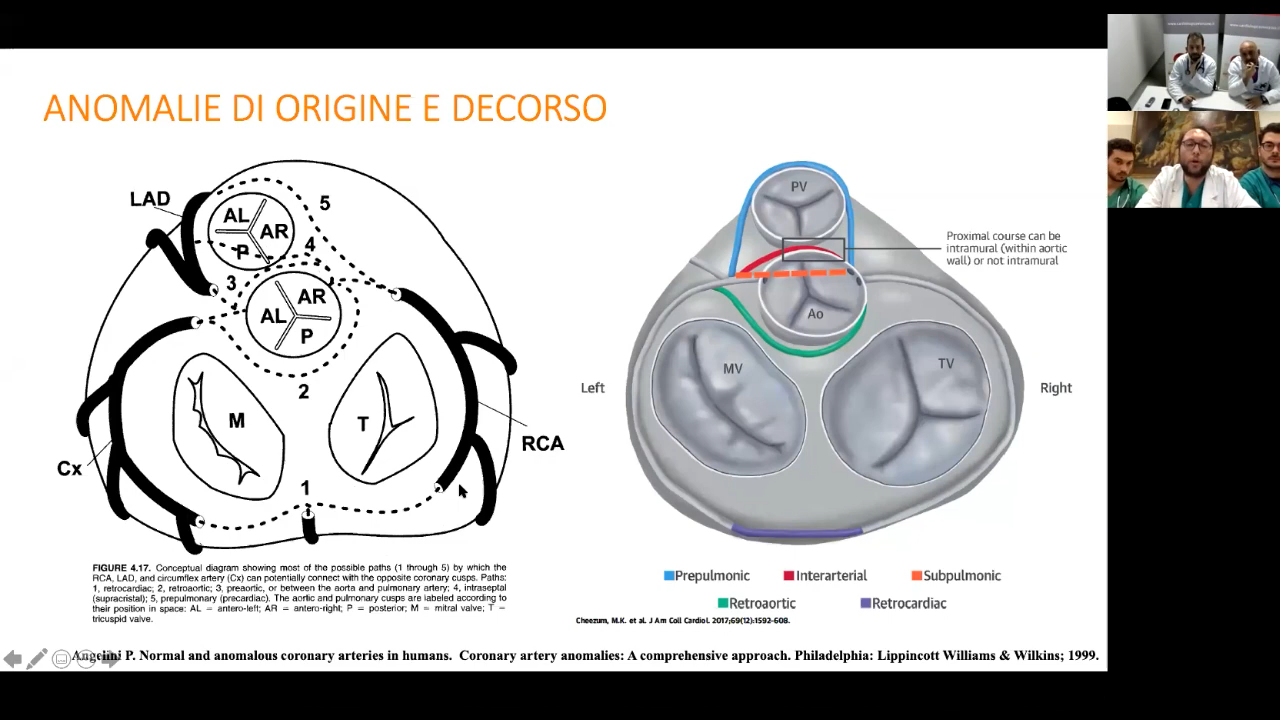 ANOMALIE DI ORIGINE E DECORSO
LAD
5
AL
AR
P
4
3
AR
AL
P
2
M
T
RCA
Cx
1
FIGURE 4.17. Conceptual diagram showing most of the possible paths (1 through 5) by which the
RCA, LAD, and circumflex artery (Cx) can potentially connect with the opposite coronary cusps. Paths:
1, retrocardiac; 2, retroaortic; 3, preaortic, or between the aorta and pulmonary artery; 4, intraseptal
(supracristal); 5, prepulmonary (precardiac). The aortic and pulmonary cusps are labeled according to
their position in space: AL = antero-left; AR = antero-right; P = posterior; M = mitral valve; T =
tricuspid valve.
PV
Proximal course can be
intramural (within aortic
wall) or not intramural
Ao
MV
TV
Left
Right
Prepulmonic
Interarterial
Subpulmonic
Retroaortic
Retrocardiac
Cheezum, M.K. et al. J Am Coll Cardiol. 2017;69(12):1592-608.
Angelini P. Normal and anomalous coronary arteries in humans. Coronary artery anomalies: A comprehensive approach. Philadelphia: Lippincott Williams & Wilkins; 1999.